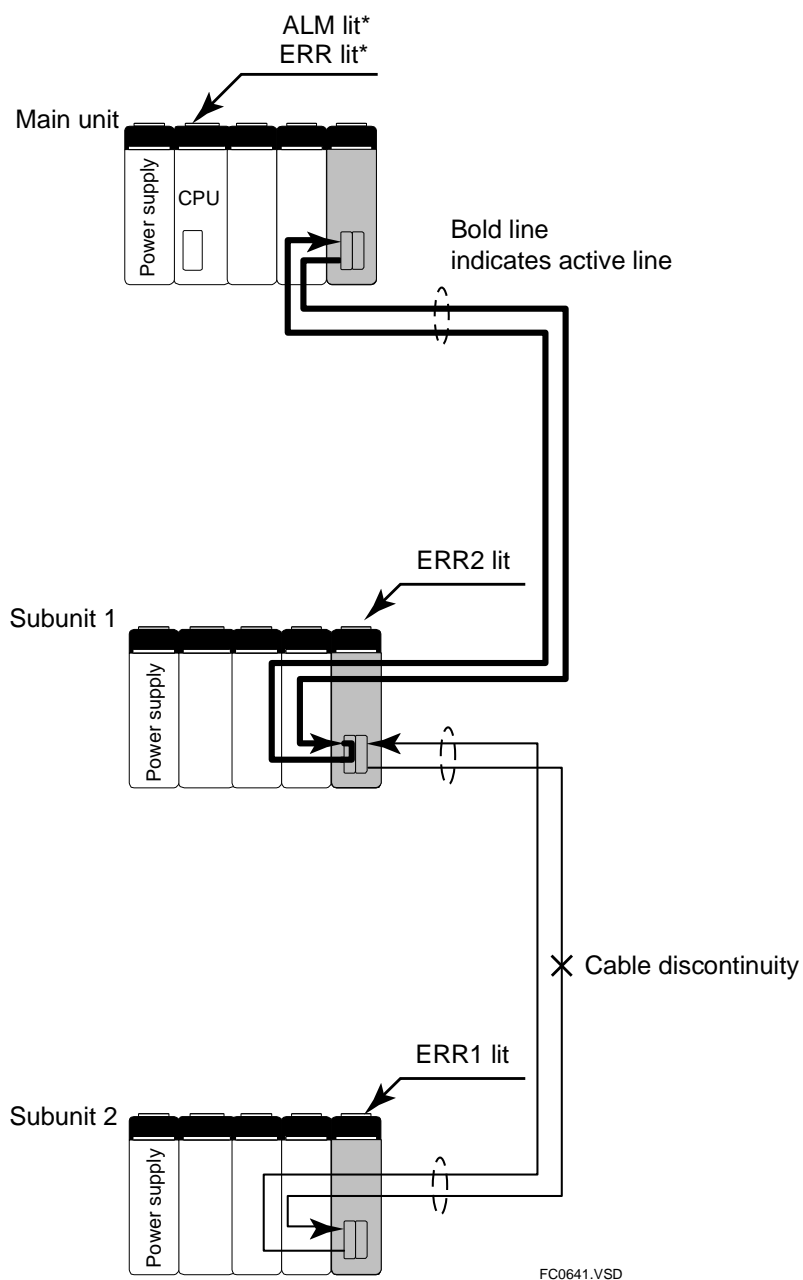 ALM lit*
ERR lit*
Main unit
Power supply
CPU
Bold line
indicates active line
ERR2 lit
Subunit 1
Power supply
Cable discontinuity
ERR1 lit
Subunit 2
Power supply
FC0641.VSD